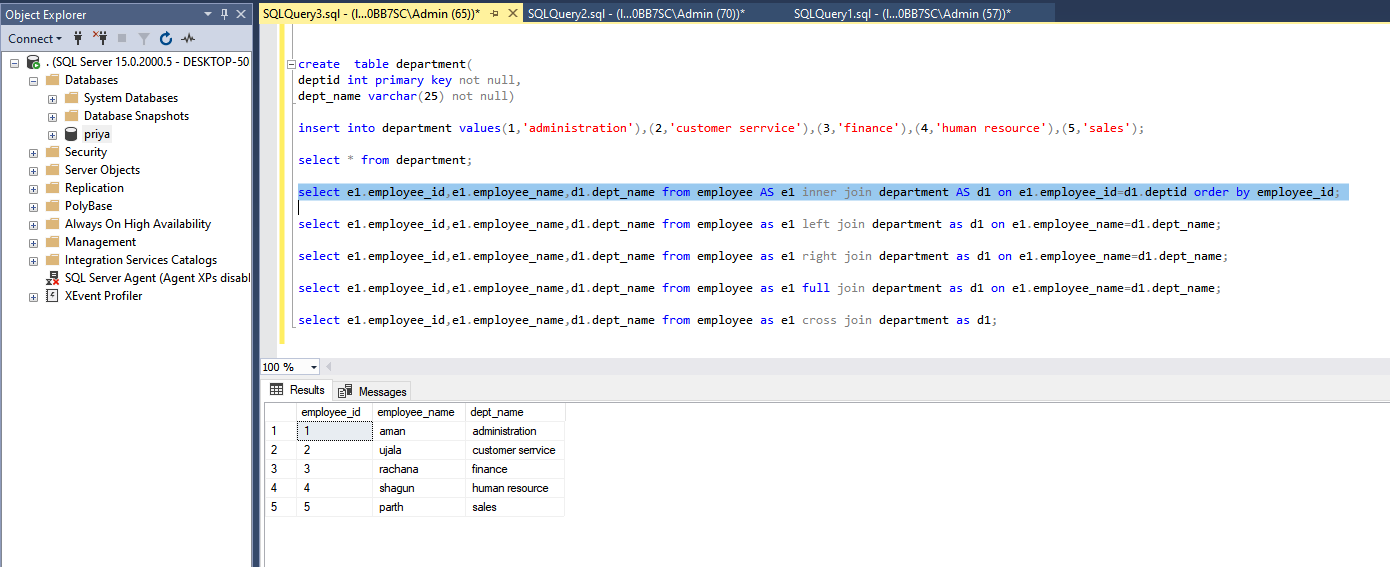 Object Explorer
Connect
. (SQL Server 15.0.2000.5 - DESKTOP-50
Databases
System Databases
Database Snapshots
priya
Security
Server Objects
Replication
PolyBase
Always On High Availability
Management
Integration Services Catalogs
SQL Server Agent (Agent XPs disabl
XEvent Profiler
SQLQuery3.sql - (l...0BB7SC\Admin (65))*
SQLQuery2.sql - (l...0BB7SC\Admin (70))*
SQLQuery1.sql - (l...0BB7SC\Admin (57))*
create  table department(
deptid int primary key not null,
dept_name varchar(25) not null)
insert into department values(1,'administration'),(2,'customer serrvice'),(3,'finance'),(4,'human resource'),(5,'sales');
select * from department;
select e1.employee_id,e1.employee_name,d1.dept_name from employee AS e1 inner join department AS d1 on e1.employee_id=d1.deptid order by employee_id;
select e1.employee_id,e1.employee_name,d1.dept_name from employee as e1 left join department as d1 on e1.employee_name=d1.dept_name;
select e1.employee_id,e1.employee_name,d1.dept_name from employee as e1 right join department as d1 on e1.employee_name=d1.dept_name;
select e1.employee_id,e1.employee_name,d1.dept_name from employee as e1 full join department as d1 on e1.employee_name=d1.dept_name;
select e1.employee_id,e1.employee_name,d1.dept_name from employee as e1 cross join department as d1;
100 %
Results Messages
employee_id employee_name dept_name
1 1 aman administration
2 2 ujala customer serrvice
3 3 rachana finance
4 4 shagun human resource
5 5 parth sales